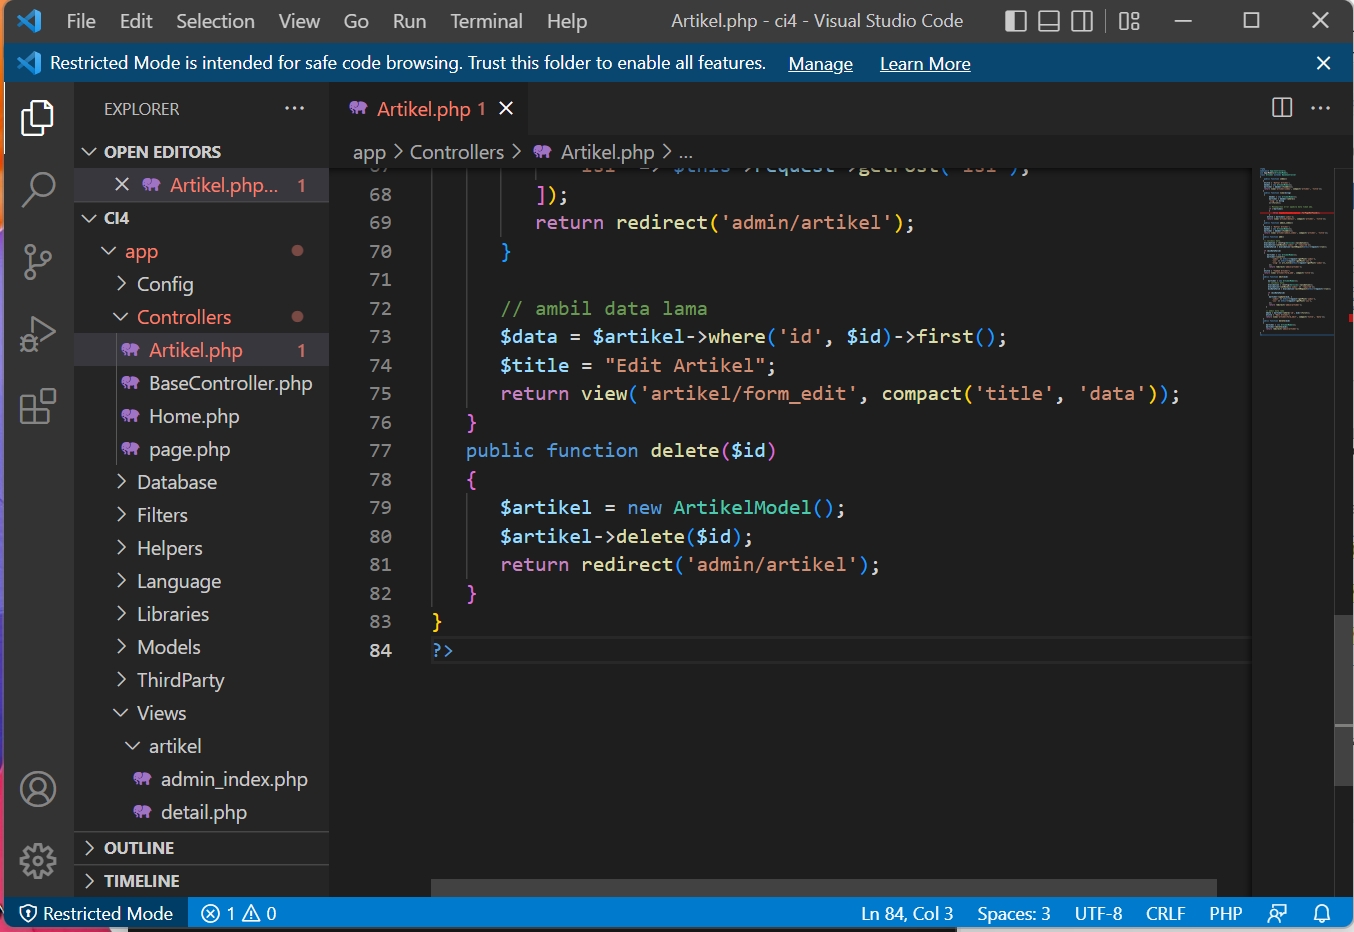 File Edit Selection View Go Run Terminal Help Artikel.php - ci4 - Visual Studio Code
Restricted Mode is intended for safe code browsing. Trust this folder to enable all features. Manage Learn More
EXPLORER
OPEN EDITORS
Artikel.php... 1
CI4
app
Config
Controllers
Artikel.php 1
BaseController.php
Home.php
page.php
Database
Filters
Helpers
Language
Libraries
Models
ThirdParty
Views
artikel
admin_index.php
detail.php
OUTLINE
TIMELINE
Artikel.php 1
app > Controllers > Artikel.php > ...
68 ]);
69 return redirect('admin/artikel');
70 }
71
72 // ambil data lama
73 $data = $artikel->where('id', $id)->first();
74 $title = "Edit Artikel";
75 return view('artikel/form_edit', compact('title', 'data'));
76 }
77 public function delete($id)
78 {
79 $artikel = new ArtikelModel();
80 $artikel->delete($id);
81 return redirect('admin/artikel');
82 }
83 }
84 ?>
Restricted Mode 1 0 Ln 84, Col 3 Spaces: 3 UTF-8 CRLF PHP